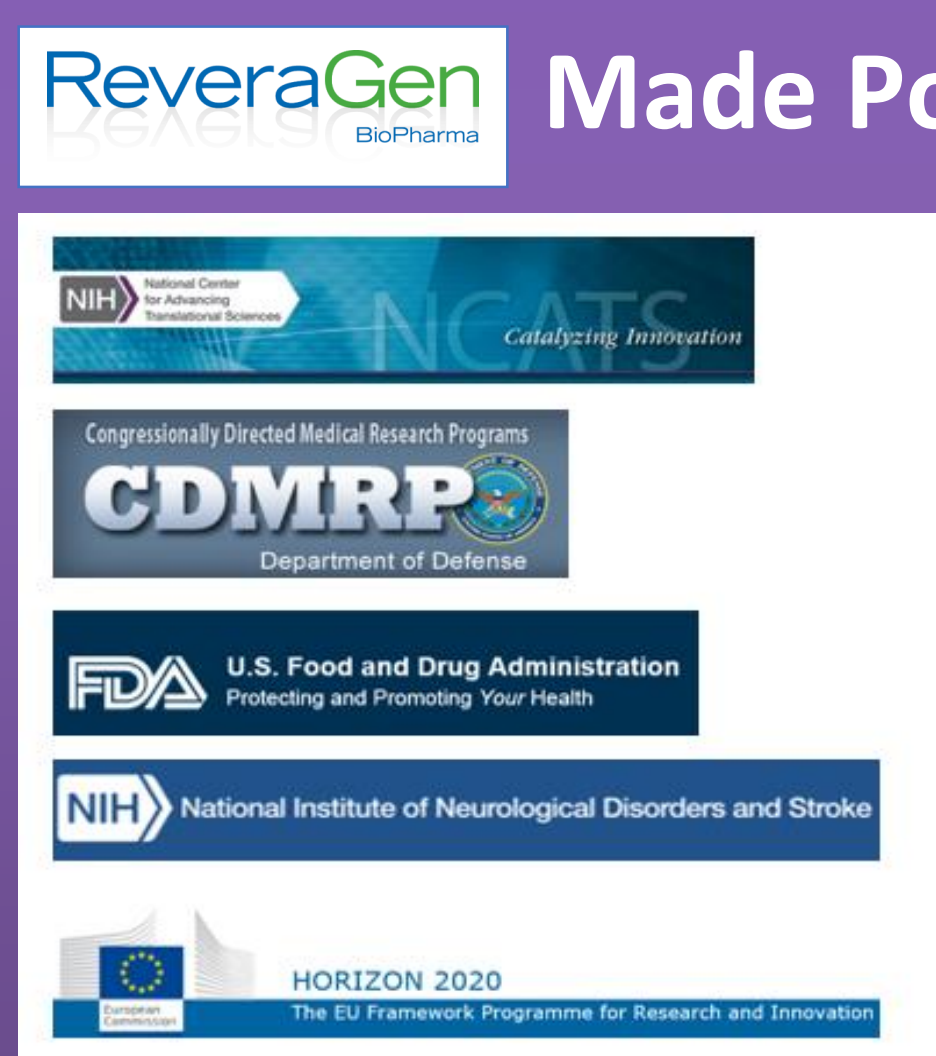 ReveraGen
BioPharma
Made Po
NIH
National Center
for Advancing
Translational Sciences
NCATS
Catalyzing Innovation
Congressionally Directed Medical Research Programs
CDMRP
Department of Defense
FDA
U.S. Food and Drug Administration
Protecting and Promoting Your Health
NIH
National Institute of Neurological Disorders and Stroke
HORIZON 2020
The EU Framework Programme for Research and Innovation
European
Commission